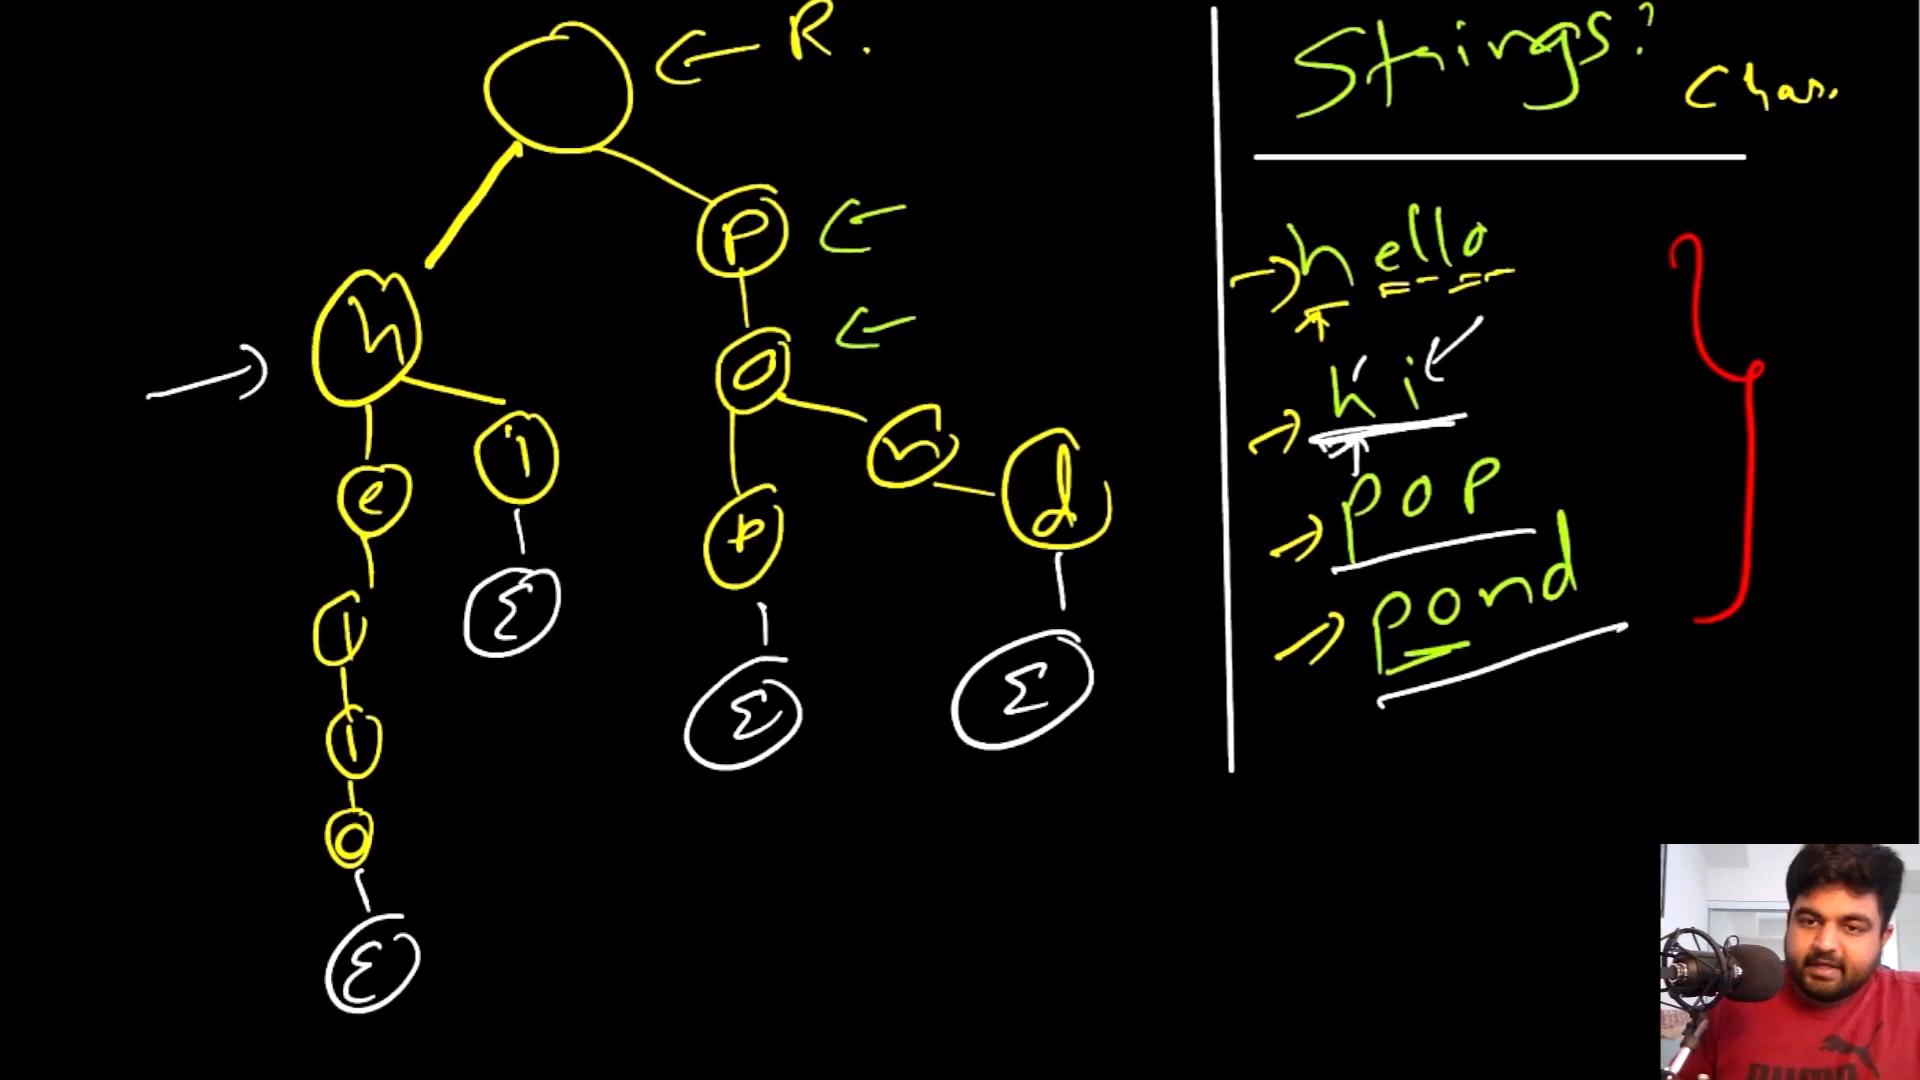 R.
Strings?
Char.
h
p
o
e
i
n
d
p
l
l
o
Σ
Σ
Σ
Σ
hello
hi
pop
pond